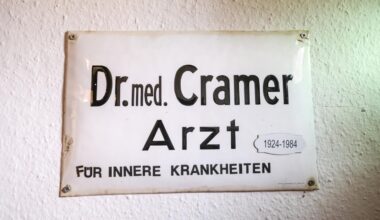 Dr.med. Cramer
Arzt
1924-1984
FÜR INNERE KRANKHEITEN